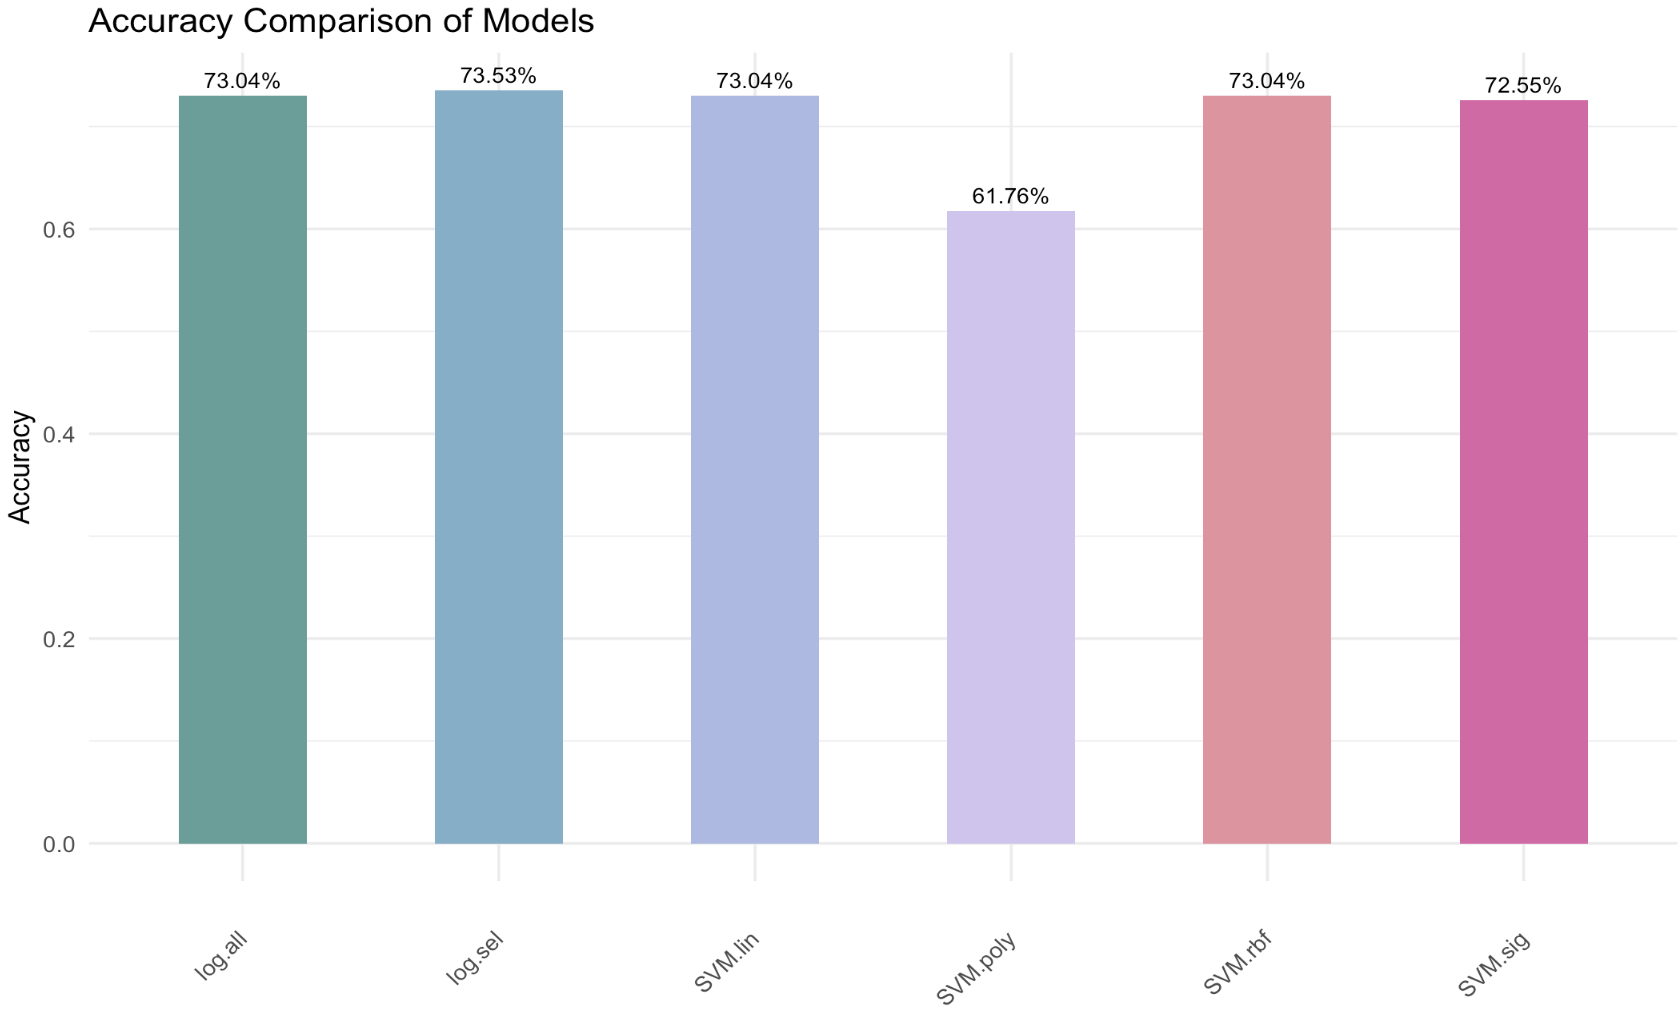 Accuracy Comparison of Models
73.04%
73.53%
73.04%
61.76%
73.04%
72.55%
Accuracy
0.6
0.4
0.2
0.0
log.all
log.sel
SVM.lin
SVM.poly
SVM.rbf
SVM.sig